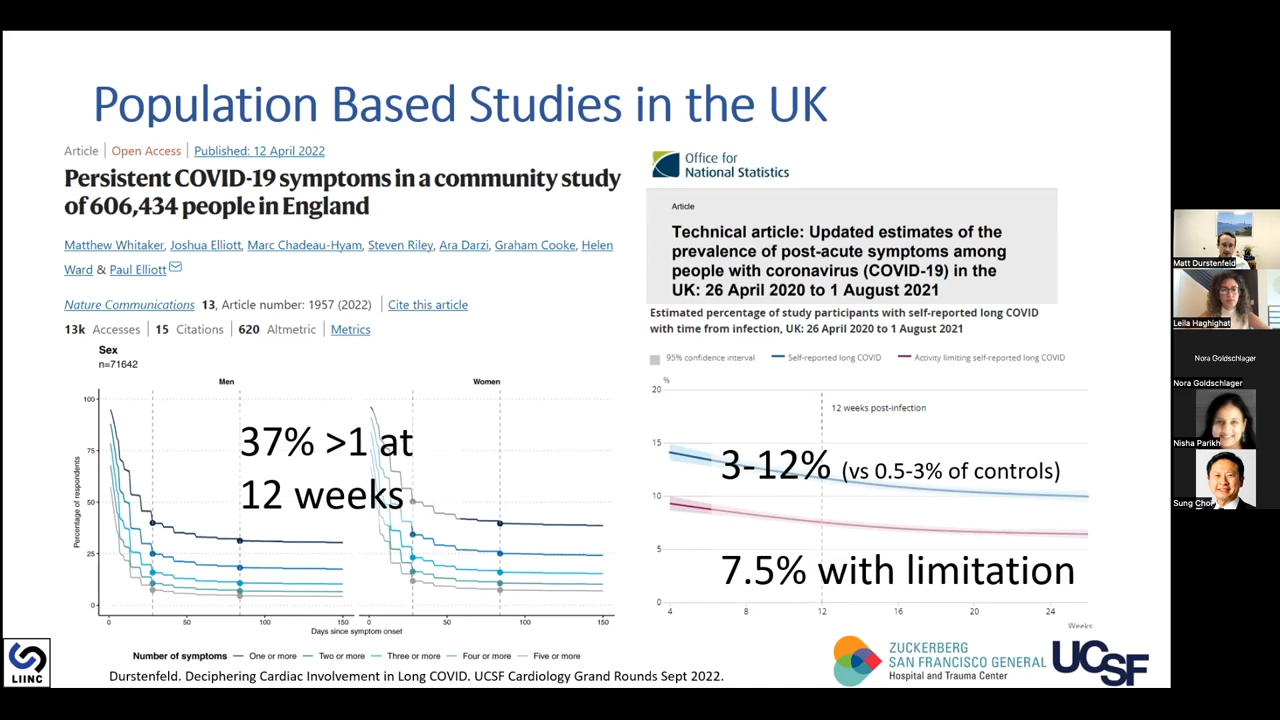 Population Based Studies in the UK
Article | Open Access | Published: 12 April 2022
Persistent COVID-19 symptoms in a community study
of 606,434 people in England
Matthew Whitaker, Joshua Elliott, Marc Chadeau-Hyam, Steven Riley, Ara Darzi, Graham Cooke, Helen
Ward & Paul Elliott
Nature Communications 13, Article number: 1957 (2022) | Cite this article
13k Accesses | 15 Citations | 620 Altmetric | Metrics
Sex
n=71642
Men
Women
Percentage of respondents
100
75
50
25
0
37% >1 at
12 weeks
0 50 100 150 0 50 100 150
Days since symptom onset
Number of symptoms One or more Two or more Three or more Four or more Five or more
Office for
National Statistics
Article
Technical article: Updated estimates of the
prevalence of post-acute symptoms among
people with coronavirus (COVID-19) in the
UK: 26 April 2020 to 1 August 2021
Estimated percentage of study participants with self-reported long COVID
with time from infection, UK: 26 April 2020 to 1 August 2021
95% confidence interval Self-reported long COVID Activity limiting self-reported long COVID
%
20
12 weeks post-infection
15
3-12% (vs 0.5-3% of controls)
10
5
7.5% with limitation
0
4 8 12 16 20 24
Weeks
LIINC
Durstenfeld. Deciphering Cardiac Involvement in Long COVID. UCSF Cardiology Grand Rounds Sept 2022.
ZUCKERBERG
SAN FRANCISCO GENERAL
Hospital and Trauma Center
UCSF
Matt Durstenfeld
Leila Haghighat
Nora Goldschlager
Nora Goldschlager
Nisha Parikh